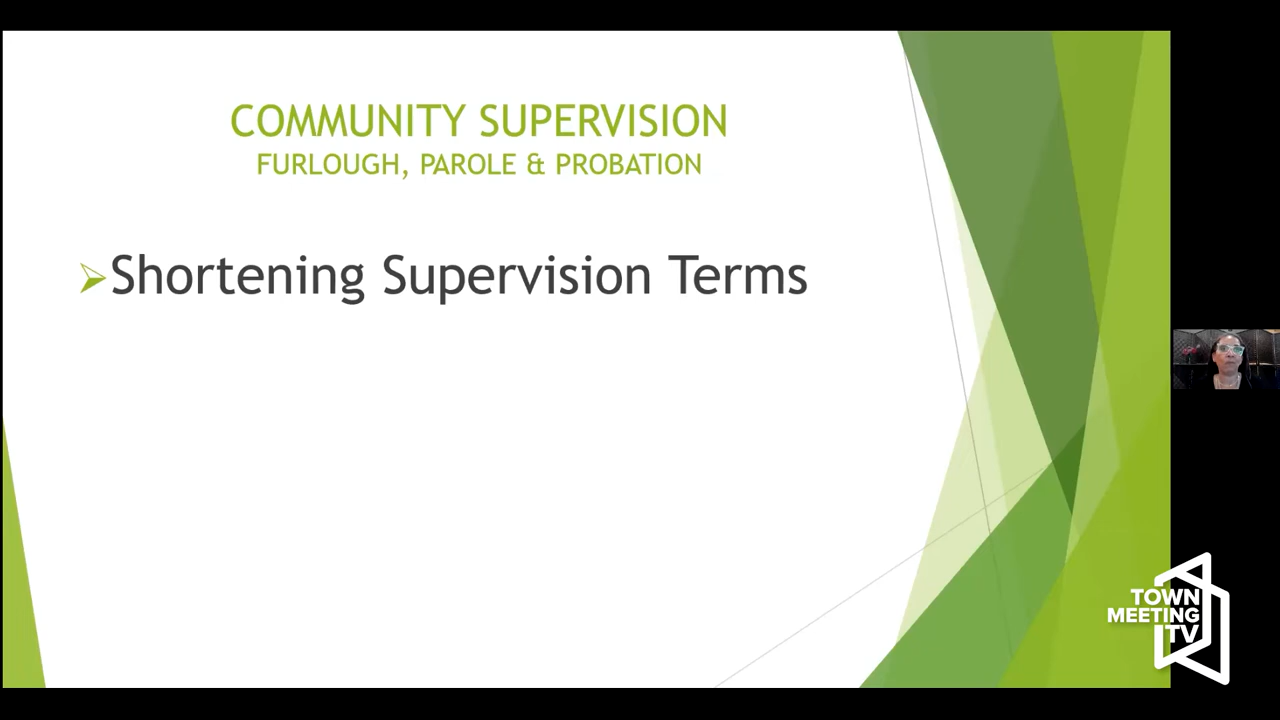 COMMUNITY SUPERVISION
FURLOUGH, PAROLE & PROBATION
Shortening Supervision Terms
TOWN
MEETING
TV